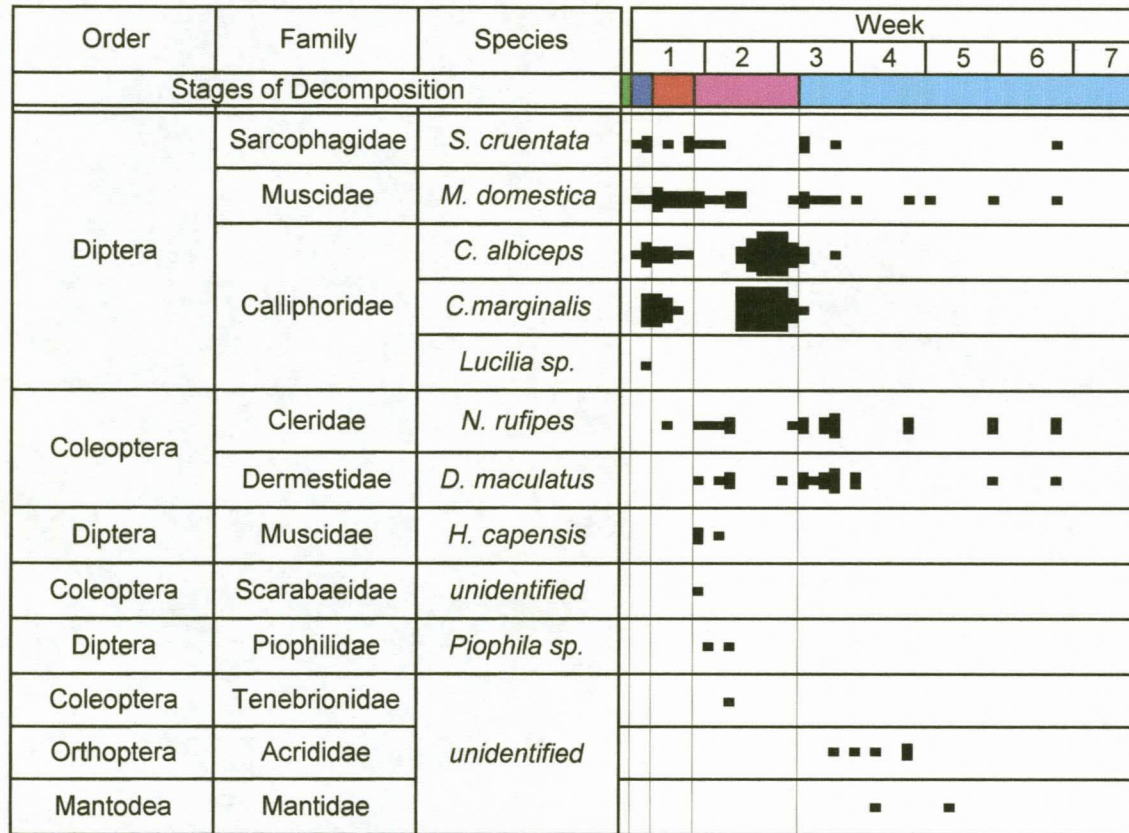 Order Family Species Week
1 2 3 4 5 6 7
Stages of Decomposition
Sarcophagidae S. cruentata
Muscidae M. domestica
Diptera C. albiceps
Calliphoridae C.marginalis
Lucilia sp.
Coleoptera Cleridae N. rufipes
Dermestidae D. maculatus
Diptera Muscidae H. capensis
Coleoptera Scarabaeidae unidentified
Diptera Piophilidae Piophila sp.
Coleoptera Tenebrionidae
Orthoptera Acrididae unidentified
Mantodea Mantidae